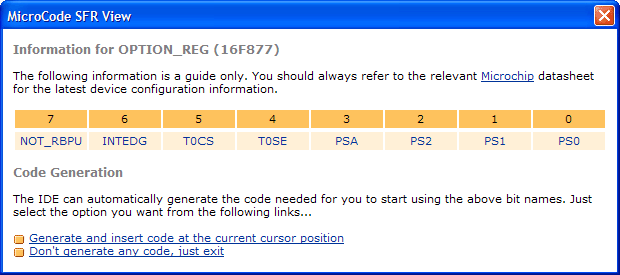 MicroCode SFR View
Information for OPTION_REG (16F877)
The following information is a guide only. You should always refer to the relevant Microchip datasheet
for the latest device configuration information.
7 6 5 4 3 2 1 0
NOT_RBPU INTEDG T0CS T0SE PSA PS2 PS1 PS0
Code Generation
The IDE can automatically generate the code needed for you to start using the above bit names. Just
select the option you want from the following links...
Generate and insert code at the current cursor position
Don't generate any code, just exit